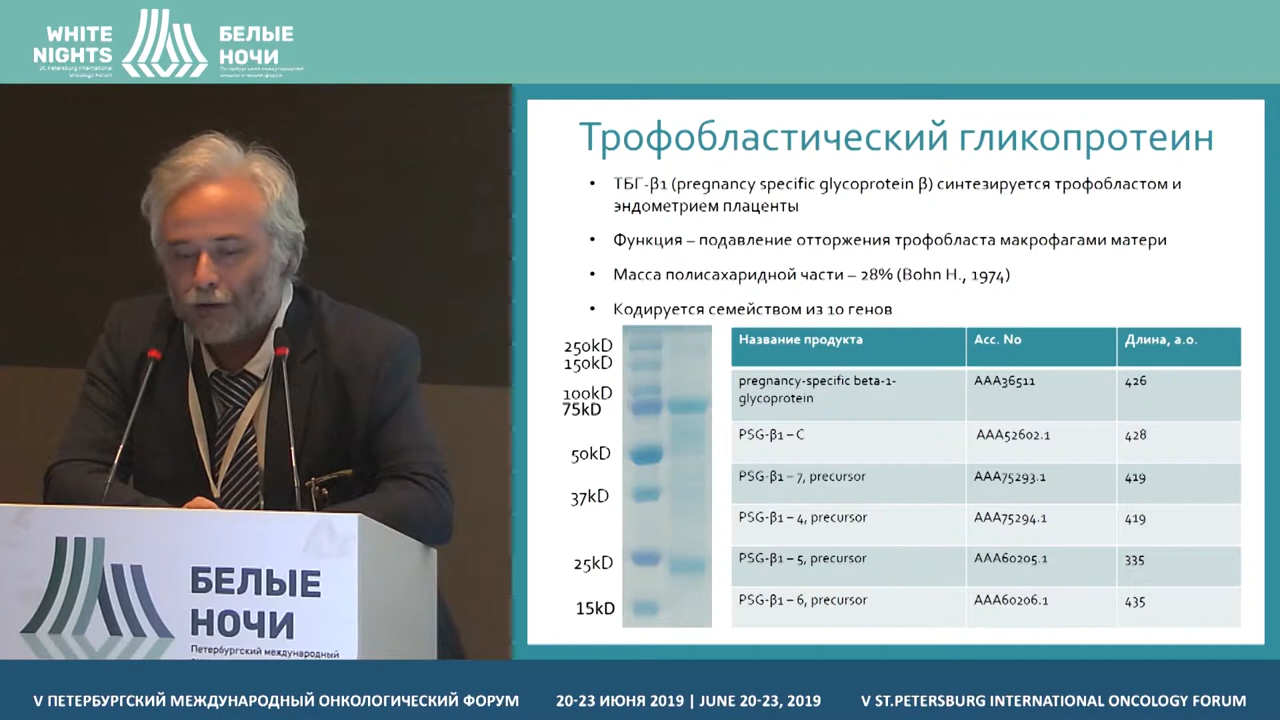 WHITE
NIGHTS
St. Petersburg International
Oncology Forum
БЕЛЫЕ
НОЧИ
Петербургский международный
онкологический форум
Трофобластический гликопротеин
• ТБГ-β1 (pregnancy specific glycoprotein β) синтезируется трофобластом и
эндометрием плаценты
• Функция – подавление отторжения трофобласта макрофагами матери
• Масса полисахаридной части – 28% (Bohn H., 1974)
• Кодируется семейством из 10 генов
250kD
150kD
100kD
75kD
50kD
37kD
25kD
15kD
Название продукта Acc. No Длина, а.о.
pregnancy-specific beta-1-
glycoprotein AAA36511 426
PSG-β1 – C AAA52602.1 428
PSG-β1 – 7, precursor AAA75293.1 419
PSG-β1 – 4, precursor AAA75294.1 419
PSG-β1 – 5, precursor AAA60205.1 335
PSG-β1 – 6, precursor AAA60206.1 435
БЕЛЫЕ
НОЧИ
Петербургский международный
V ПЕТЕРБУРГСКИЙ МЕЖДУНАРОДНЫЙ ОНКОЛОГИЧЕСКИЙ ФОРУМ 20-23 ИЮНЯ 2019 | JUNE 20-23, 2019 V ST.PETERSBURG INTERNATIONAL ONCOLOGY FORUM